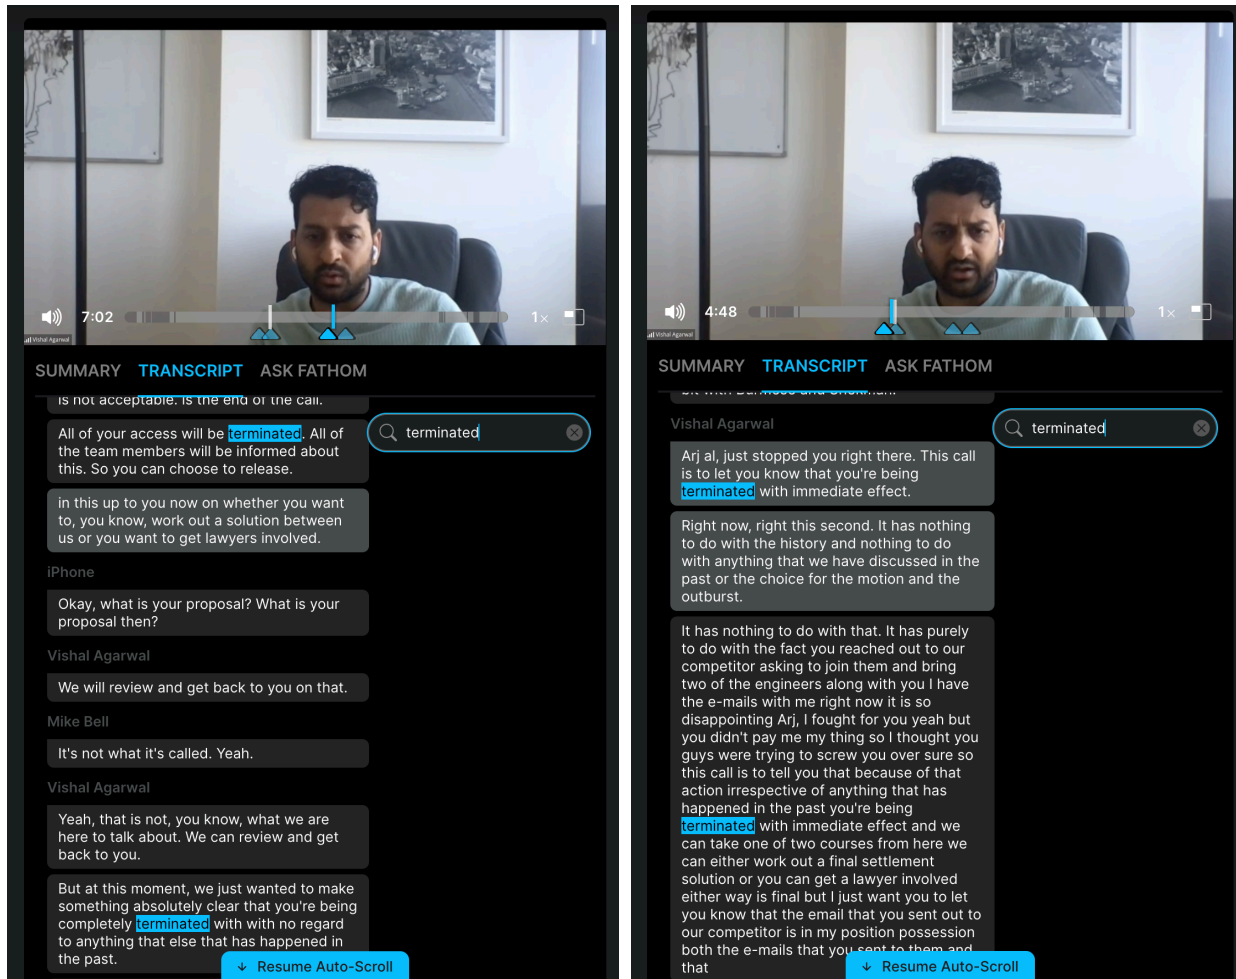 7:02
1×
Vishal Agarwal
SUMMARY TRANSCRIPT ASK FATHOM
is not acceptable. Is the end of the call.
terminated
All of your access will be terminated. All of
the team members will be informed about
this. So you can choose to release.
in this up to you now on whether you want
to, you know, work out a solution between
us or you want to get lawyers involved.
iPhone
Okay, what is your proposal? What is your
proposal then?
Vishal Agarwal
We will review and get back to you on that.
Mike Bell
It's not what it's called. Yeah.
Vishal Agarwal
Yeah, that is not, you know, what we are
here to talk about. We can review and get
back to you.
But at this moment, we just wanted to make
something absolutely clear that you're being
completely terminated with with no regard
to anything that else that has happened in
the past.
↓ Resume Auto-Scroll
4:48
1×
Vishal Agarwal
SUMMARY TRANSCRIPT ASK FATHOM
terminated
Vishal Agarwal
Arj al, just stopped you right there. This call
is to let you know that you're being
terminated with immediate effect.
Right now, right this second. It has nothing
to do with the history and nothing to do
with anything that we have discussed in the
past or the choice for the motion and the
outburst.
It has nothing to do with that. It has purely
to do with the fact you reached out to our
competitor asking to join them and bring
two of the engineers along with you I have
the e-mails with me right now it is so
disappointing Arj, I fought for you yeah but
you didn't pay me my thing so I thought you
guys were trying to screw you over sure so
this call is to tell you that because of that
action irrespective of anything that has
happened in the past you're being
terminated with immediate effect and we
can take one of two courses from here we
can either work out a final settlement
solution or you can get a lawyer involved
either way is final but I just want you to let
you know that the email that you sent out to
our competitor is in my position possession
both the e-mails that you sent to them and
that
↓ Resume Auto-Scroll